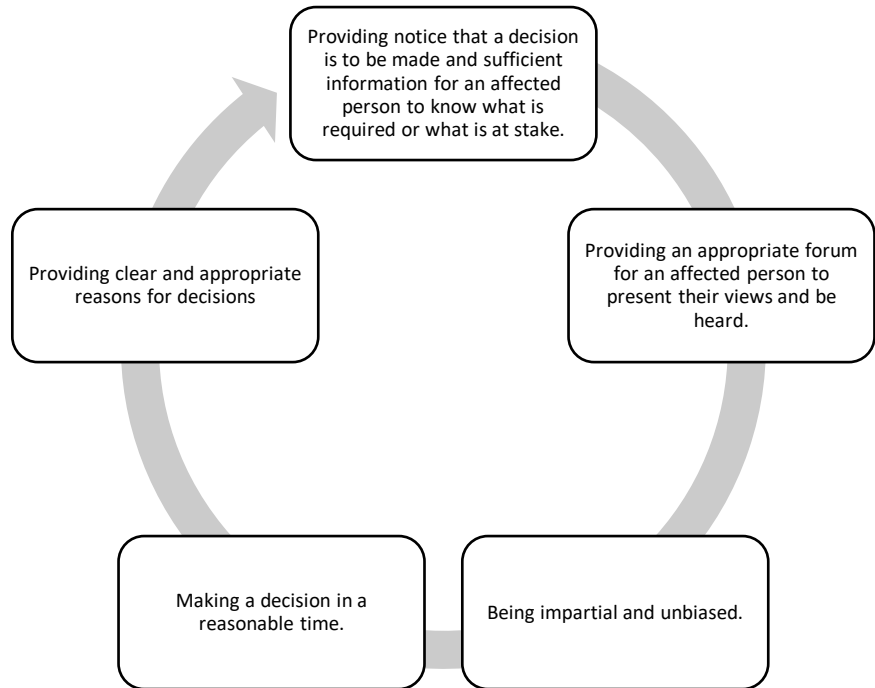 Providing notice that a decision
is to be made and sufficient
information for an affected
person to know what is
required or what is at stake.
Providing an appropriate forum
for an affected person to
present their views and be
heard.
Being impartial and unbiased.
Making a decision in a
reasonable time.
Providing clear and appropriate
reasons for decisions